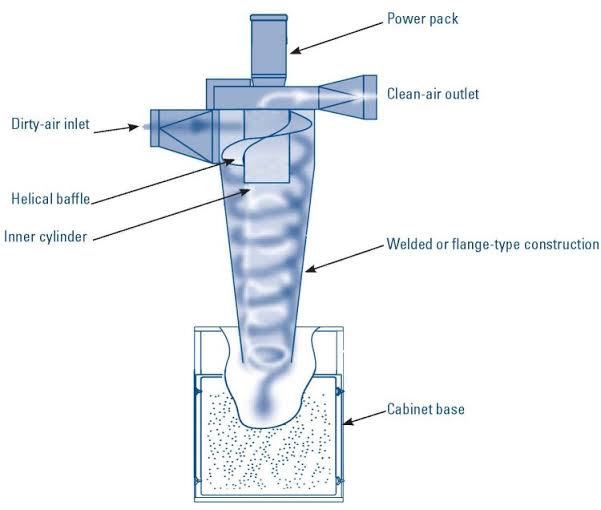 Power pack
Clean-air outlet
Dirty-air inlet
Helical baffle
Inner cylinder
Welded or flange-type construction
Cabinet base